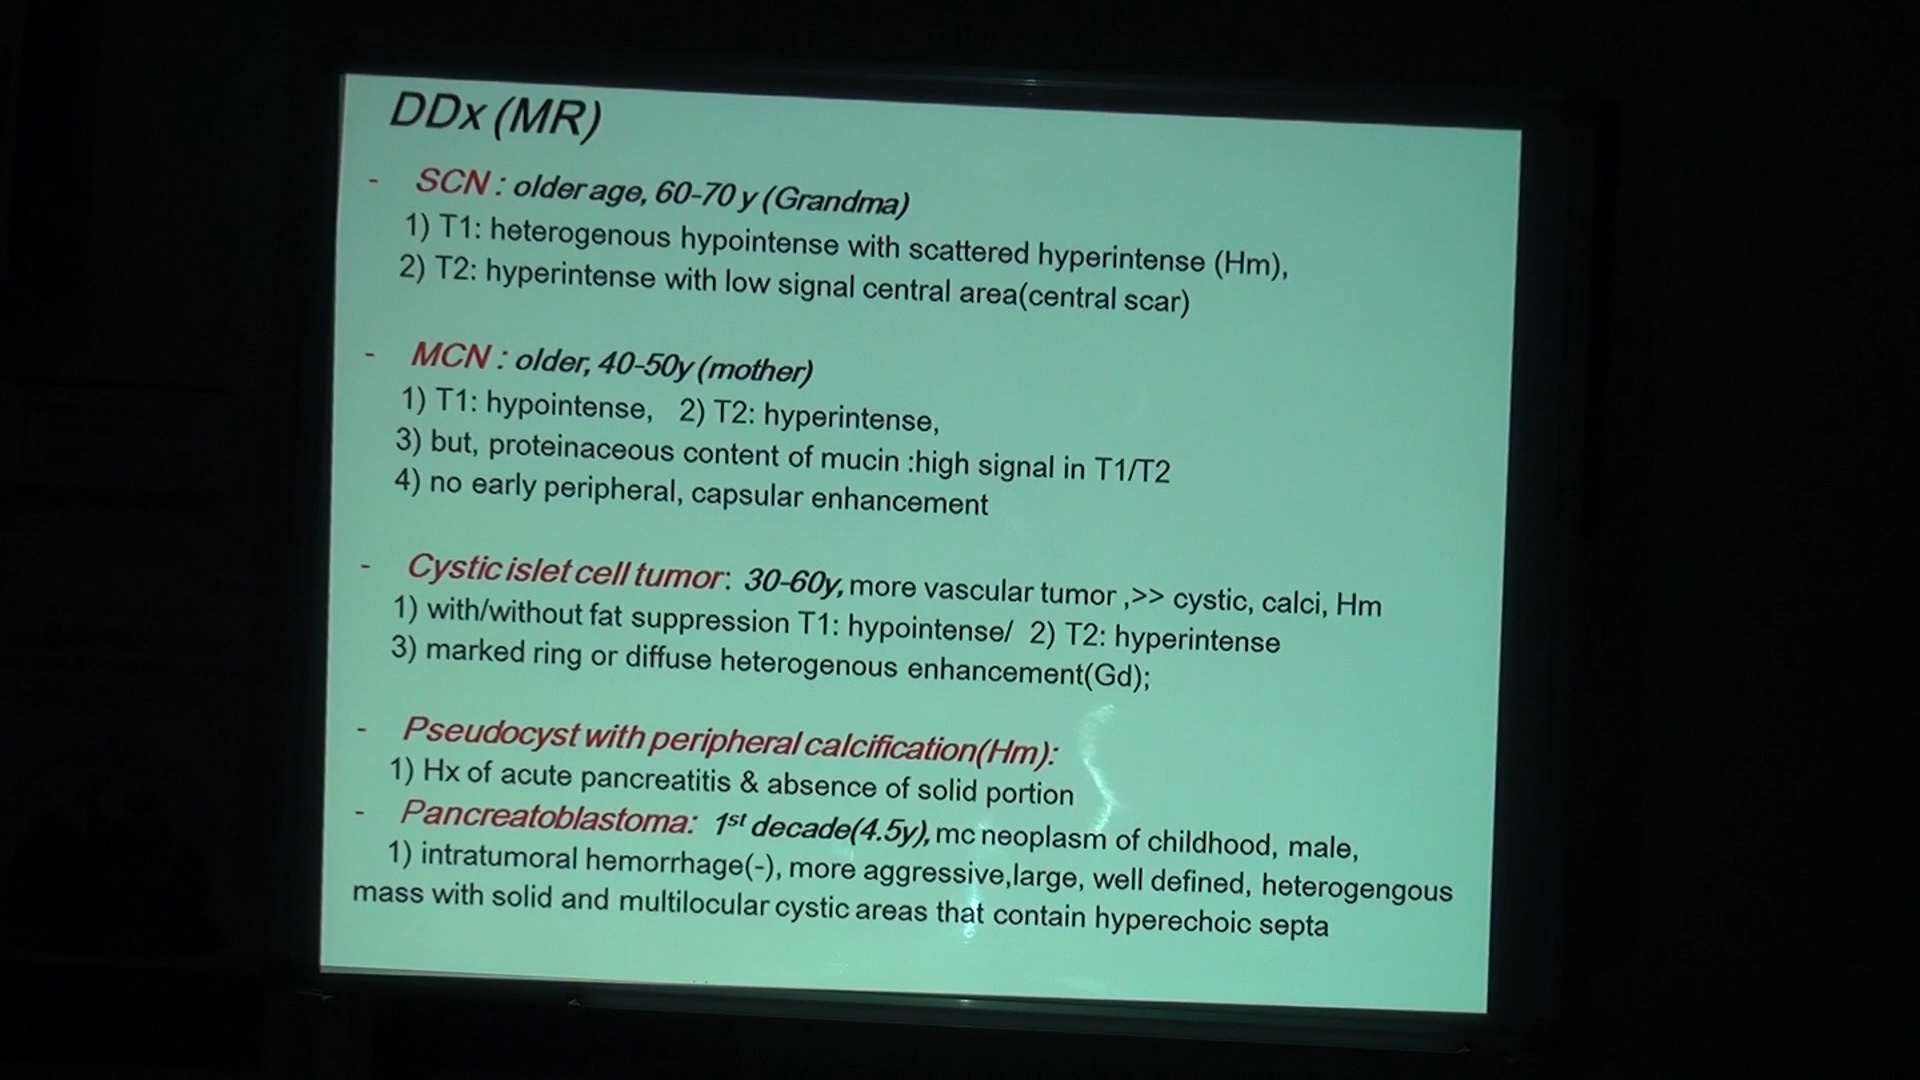 DDx (MR)
- SCN : older age, 60-70 y (Grandma)
1) T1: heterogenous hypointense with scattered hyperintense (Hm),
2) T2: hyperintense with low signal central area(central scar)
- MCN : older, 40-50y (mother)
1) T1: hypointense, 2) T2: hyperintense,
3) but, proteinaceous content of mucin :high signal in T1/T2
4) no early peripheral, capsular enhancement
- Cystic islet cell tumor: 30-60y, more vascular tumor ,>> cystic, calci, Hm
1) with/without fat suppression T1: hypointense/ 2) T2: hyperintense
3) marked ring or diffuse heterogenous enhancement(Gd);
- Pseudocyst with peripheral calcification(Hm):
1) Hx of acute pancreatitis & absence of solid portion
- Pancreatoblastoma: 1st decade(4.5y), mc neoplasm of childhood, male,
1) intratumoral hemorrhage(-), more aggressive,large, well defined, heterogengous
mass with solid and multilocular cystic areas that contain hyperechoic septa